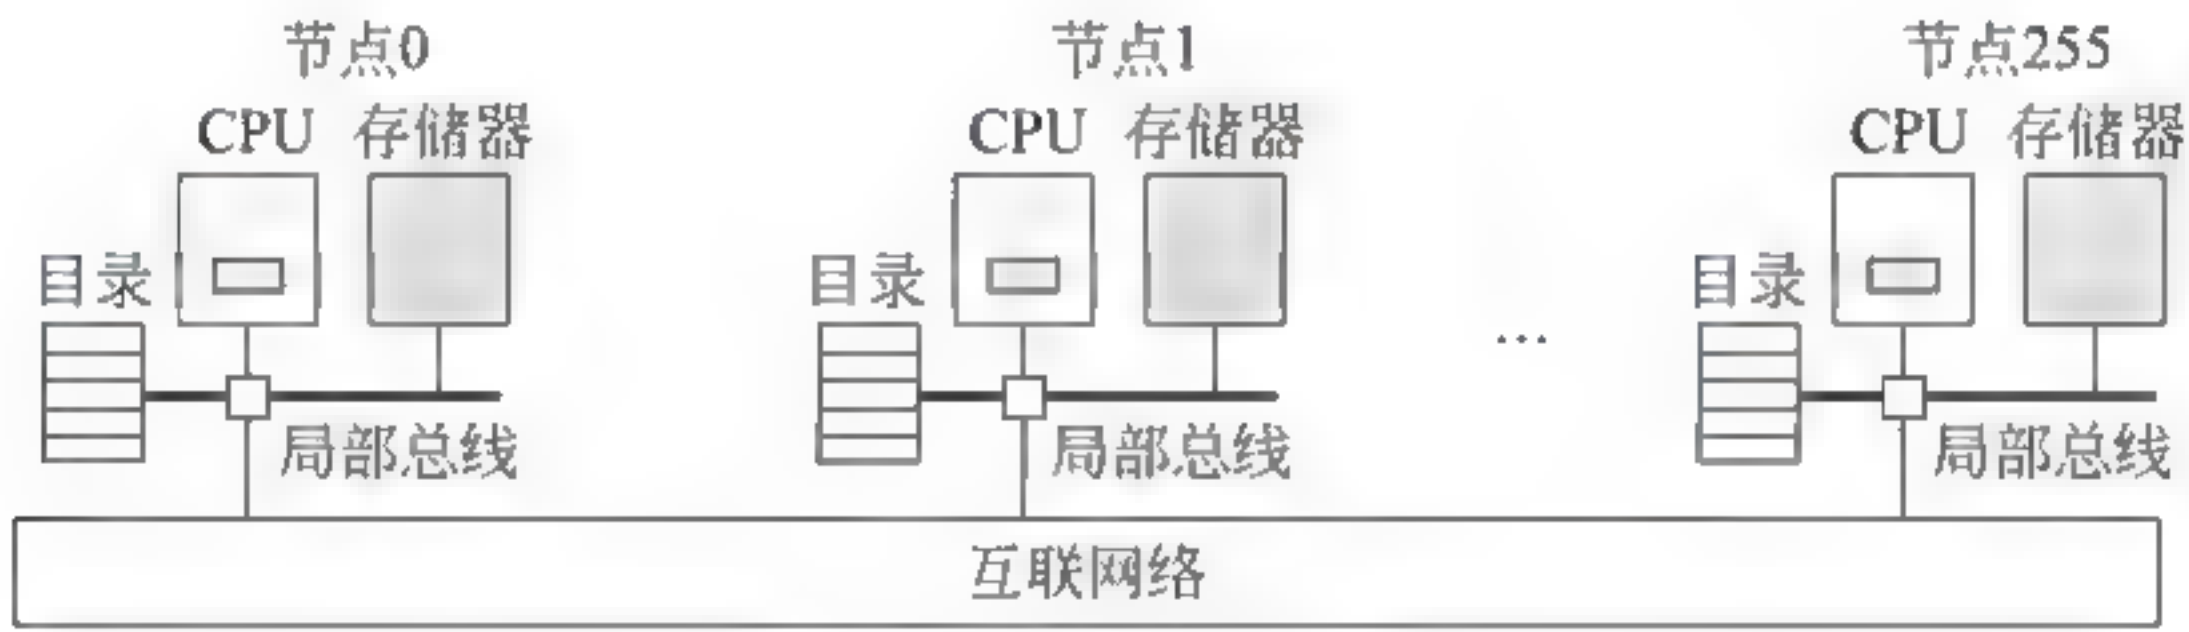 节点0 节点1 节点255
CPU 存储器 CPU 存储器 CPU 存储器
目录 目录 目录
…
局部总线 局部总线 局部总线
互联网络